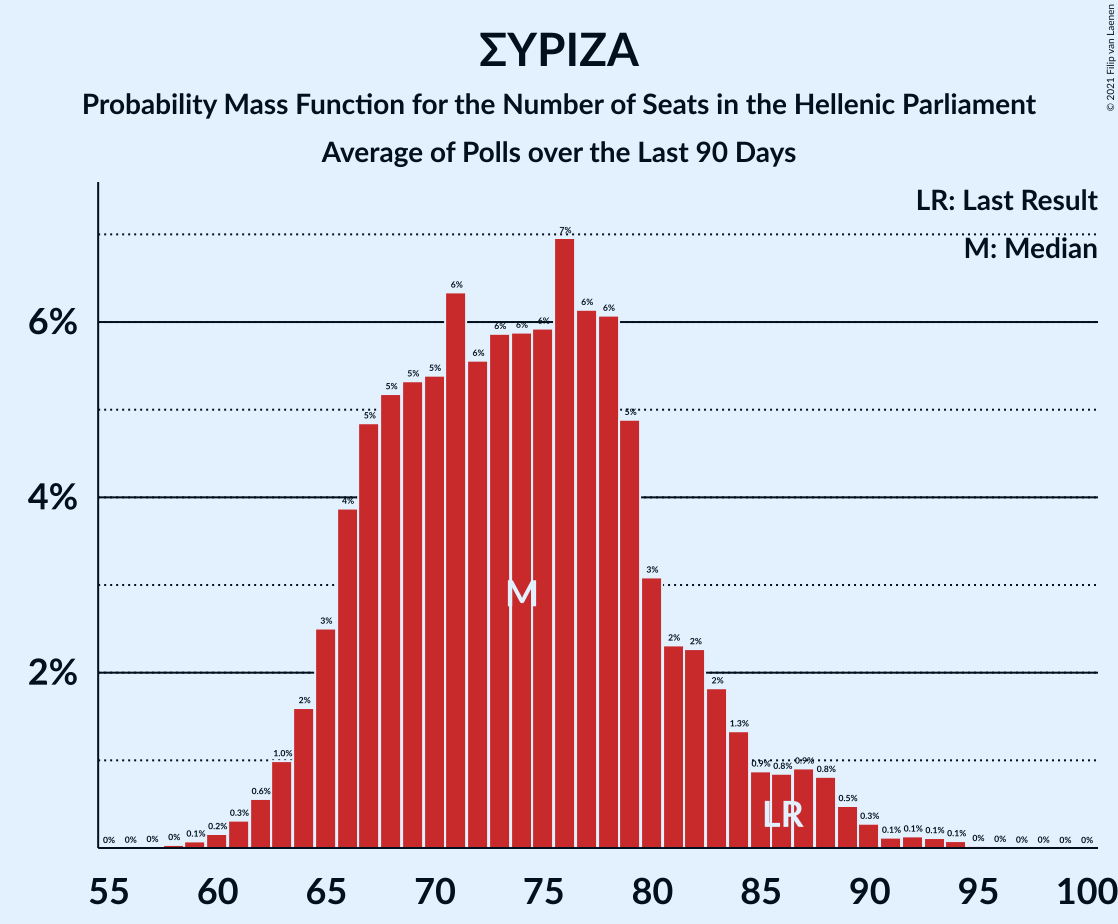 ΣΥΡΙΖΑ
Probability Mass Function for the Number of Seats in the Hellenic Parliament
Average of Polls over the Last 90 Days
© 2021 Filip van Laenen
LR: Last Result
M: Median
6%
4%
2%
0% 0% 0% 0% 0.1% 0.2% 0.3% 0.6% 1.0% 2% 3% 4% 5% 5% 5% 5% 6% 6% 6% 6% 6% 7% 6% 6% 5% 3% 2% 2% 2% 1.3% 0.9% 0.8% 0.9% 0.8% 0.5% 0.3% 0.1% 0.1% 0.1% 0.1% 0% 0% 0% 0% 0% 0%
M
LR
55 60 65 70 75 80 85 90 95 100